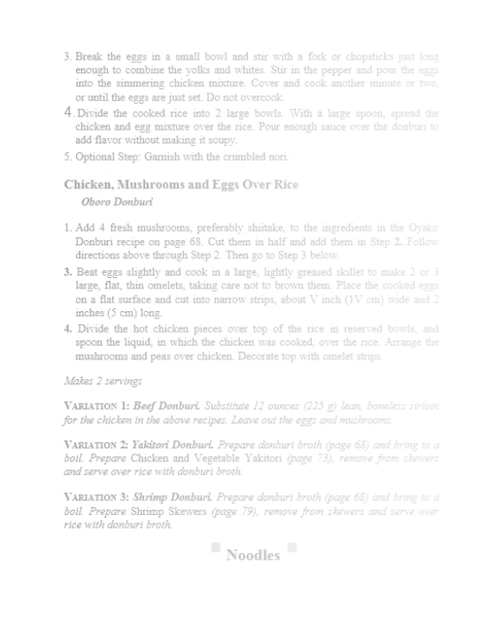 3. Break the eggs in a small bowl and stir with a fork or chopsticks just long
enough to combine the yolks and whites. Stir in the pepper and pour the eggs
into the simmering chicken mixture. Cover and cook another minute or two,
or until the eggs are just set. Do not overcook.
4. Divide the cooked rice into 2 large bowls. With a large spoon, spread the
chicken and egg mixture over the rice. Pour enough sauce over the donburi to
add flavor without making it soupy.
5. Optional Step: Garnish with the crumbled nori.
Chicken, Mushrooms and Eggs Over Rice
Oboro Donburi
1. Add 4 fresh mushrooms, preferably shiitake, to the ingredients in the Oyako
Donburi recipe on page 68. Cut them in half and add them in Step 2. Follow
directions above through Step 2. Then go to Step 3 below.
3. Beat eggs slightly and cook in a large, lightly greased skillet to make 2 or 3
large, flat, thin omelets, taking care not to brown them. Place the cooked eggs
on a flat surface and cut into narrow strips, about V inch (1V cm) wide and 2
inches (5 cm) long.
4. Divide the hot chicken pieces over top of the rice in reserved bowls, and
spoon the liquid, in which the chicken was cooked, over the rice. Arrange the
mushrooms and peas over chicken. Decorate top with omelet strips.
Makes 2 servings
VARIATION 1: Beef Donburi. Substitute 12 ounces (225 g) lean, boneless sirloin
for the chicken in the above recipes. Leave out the eggs and mushrooms.
VARIATION 2: Yakitori Donburi. Prepare donburi broth (page 68) and bring to a
boil. Prepare Chicken and Vegetable Yakitori (page 73), remove from skewers
and serve over rice with donburi broth.
VARIATION 3: Shrimp Donburi. Prepare donburi broth (page 68) and bring to a
boil. Prepare Shrimp Skewers (page 79), remove from skewers and serve over
rice with donburi broth.
Noodles